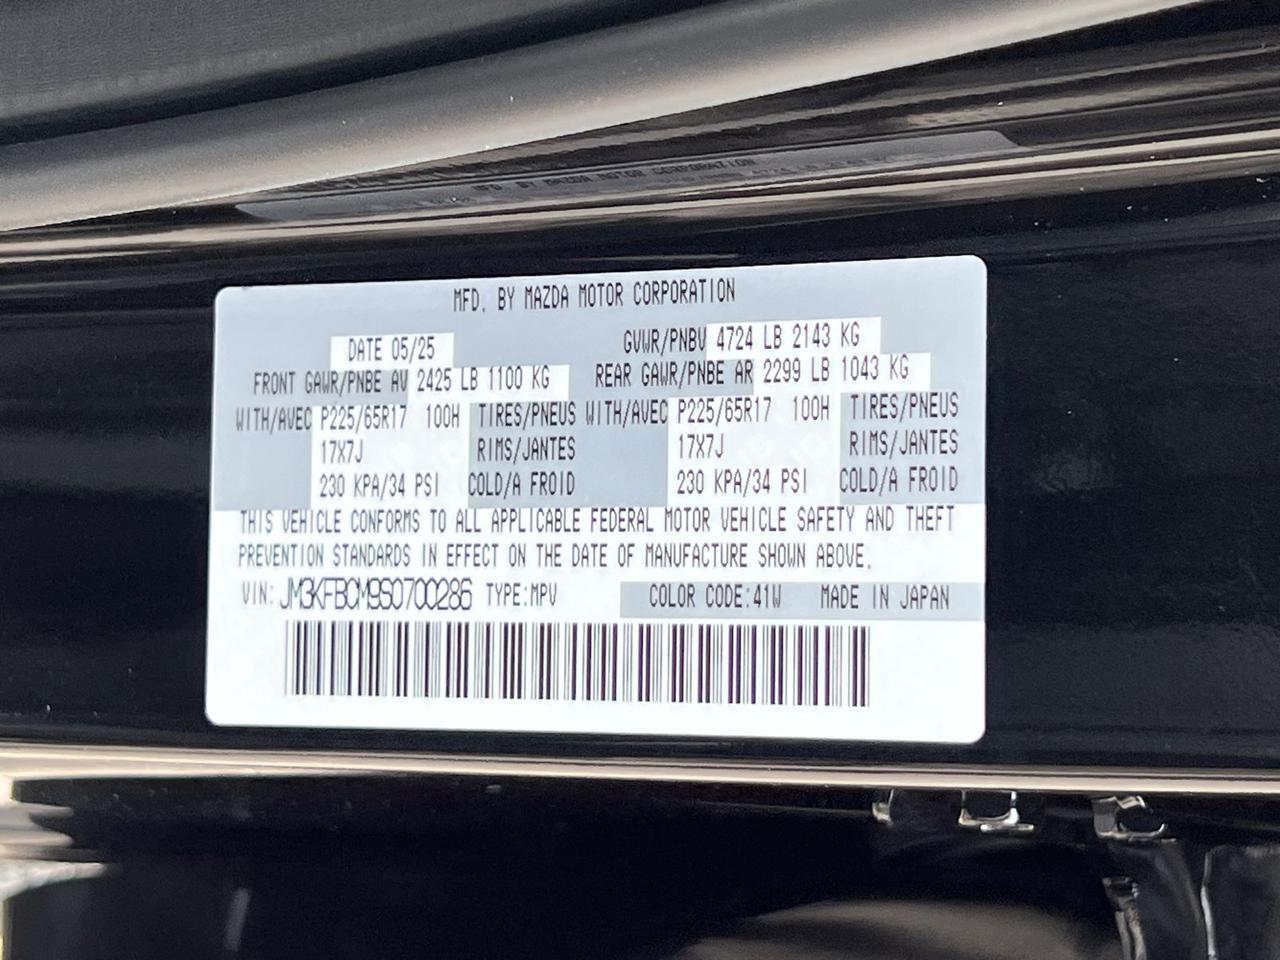 MFD. BY MAZDA MOTOR CORPORATION
MFD. BY MAZDA MOTOR CORPORATION
DATE 05/25 GVWR/PNBV 4724 LB 2143 KG
FRONT GAWR/PNBE AV 2425 LB 1100 KG REAR GAWR/PNBE AR 2299 LB 1043 KG
WITH/AVEC P225/65R17 100H TIRES/PNEUS WITH/AVEC P225/65R17 100H TIRES/PNEUS
17X7J RIMS/JANTES 17X7J RIMS/JANTES
230 KPA/34 PSI COLD/A FROID 230 KPA/34 PSI COLD/A FROID
THIS VEHICLE CONFORMS TO ALL APPLICABLE FEDERAL MOTOR VEHICLE SAFETY AND THEFT
PREVENTION STANDARDS IN EFFECT ON THE DATE OF MANUFACTURE SHOWN ABOVE.
VIN: JM3KFBCM9S0700286 TYPE:MPV COLOR CODE:41W MADE IN JAPAN